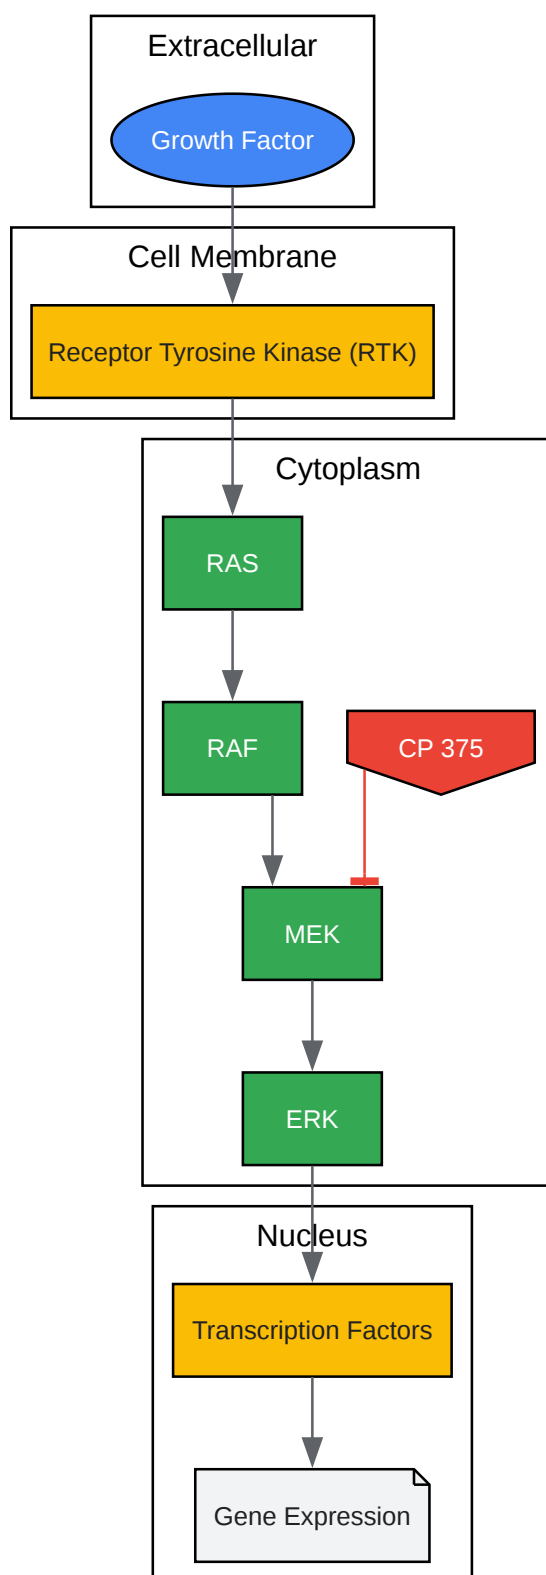 Extracellular
Growth Factor
Cell Membrane
Receptor Tyrosine Kinase (RTK)
Cytoplasm
RAS
RAF
CP 375
MEK
ERK
Nucleus
Transcription Factors
Gene Expression